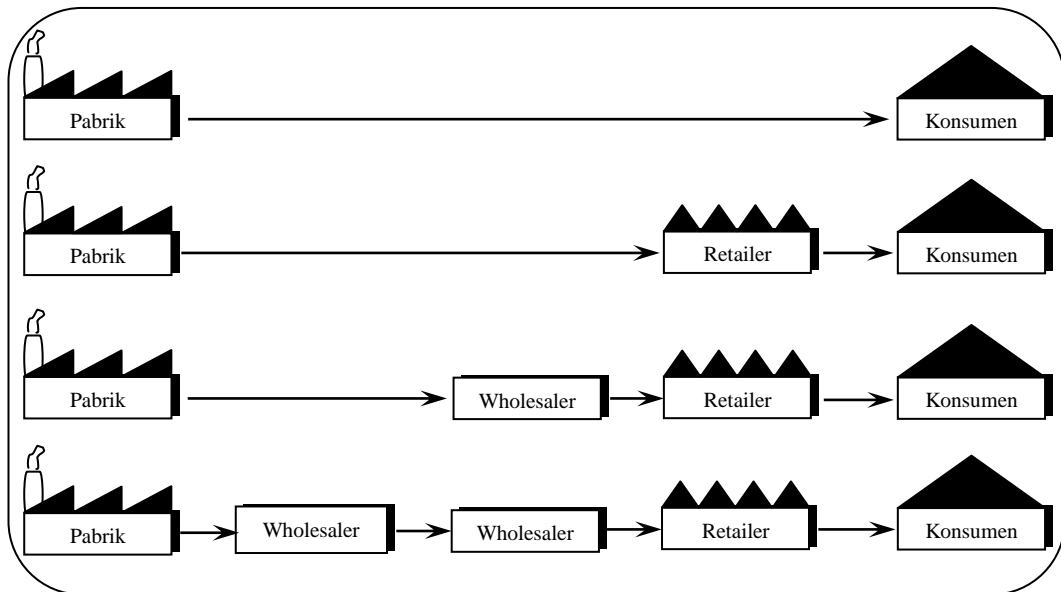 Pabrik Konsumen
Pabrik Retailer Konsumen
Pabrik Wholesaler Retailer Konsumen
Pabrik Wholesaler Wholesaler Retailer Konsumen